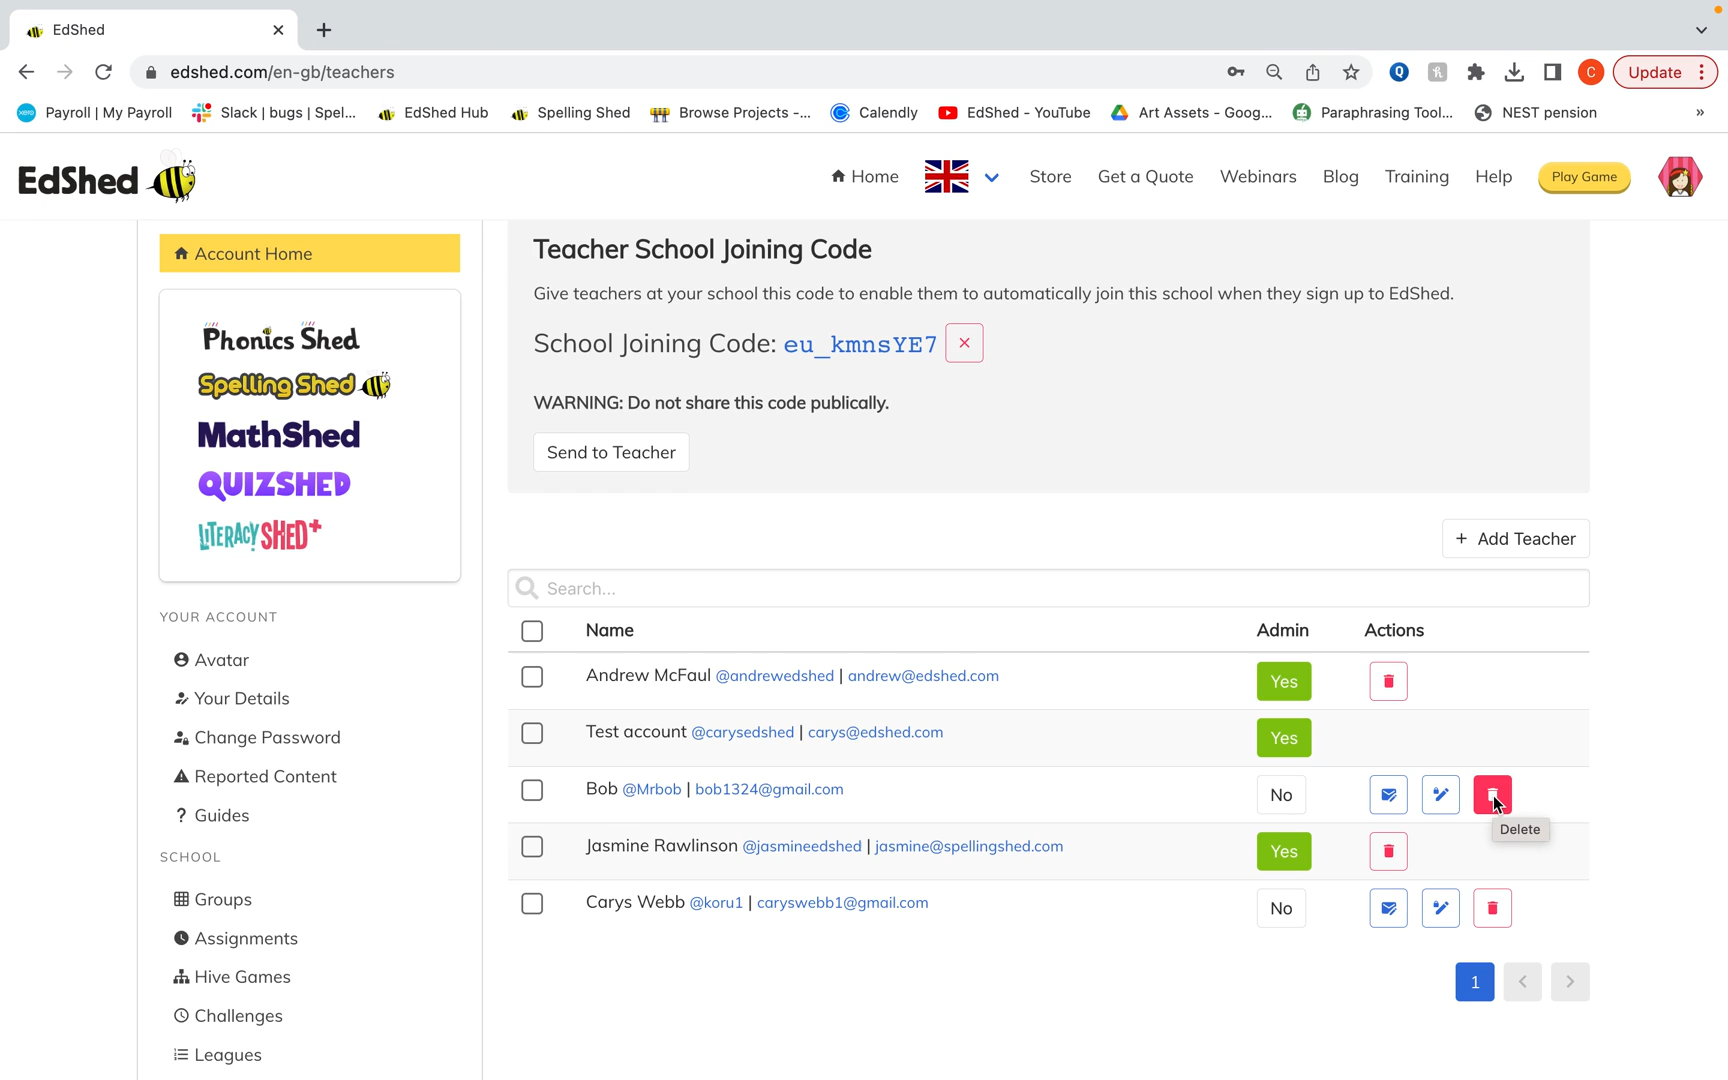 EdShed
edshed.com/en-gb/teachers
C
Update
Payroll | My Payroll
Slack | bugs | Spel...
EdShed Hub
Spelling Shed
Browse Projects -...
Calendly
EdShed - YouTube
Art Assets - Goog...
Paraphrasing Tool...
NEST pension
»
EdShed
Home
Store
Get a Quote
Webinars
Blog
Training
Help
Play Game
Account Home
Phonics Shed
Spelling Shed
MathShed
QUIZSHED
LITERACY SHED+
YOUR ACCOUNT
Avatar
Your Details
Change Password
Reported Content
? Guides
SCHOOL
Groups
Assignments
Hive Games
Challenges
Leagues
Teacher School Joining Code
Give teachers at your school this code to enable them to automatically join this school when they sign up to EdShed.
School Joining Code: eu_kmnsYE7
WARNING: Do not share this code publically.
Send to Teacher
+ Add Teacher
Search...
Name Admin Actions
Andrew McFaul @andrewedshed | andrew@edshed.com Yes
Test account @carysedshed | carys@edshed.com Yes
Bob @Mrbob | bob1324@gmail.com No
Delete
Jasmine Rawlinson @jasmineedshed | jasmine@spellingshed.com Yes
Carys Webb @koru1 | caryswebb1@gmail.com No
1